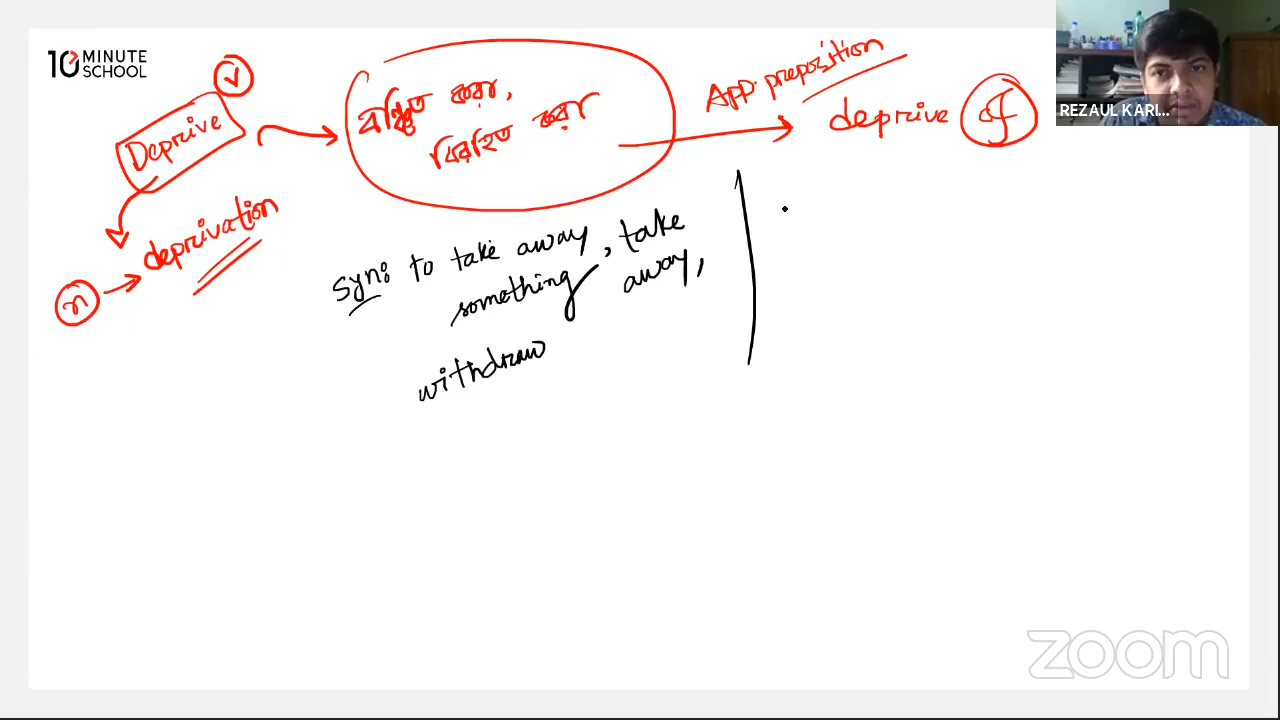 10 MINUTE SCHOOL
REZAUL KARI...
Deprive v
বঞ্চিত করা,
বিরহিত করা
App. preposition
deprive of
n → deprivation
syn: to take away, take
something away,
withdraw
zoom